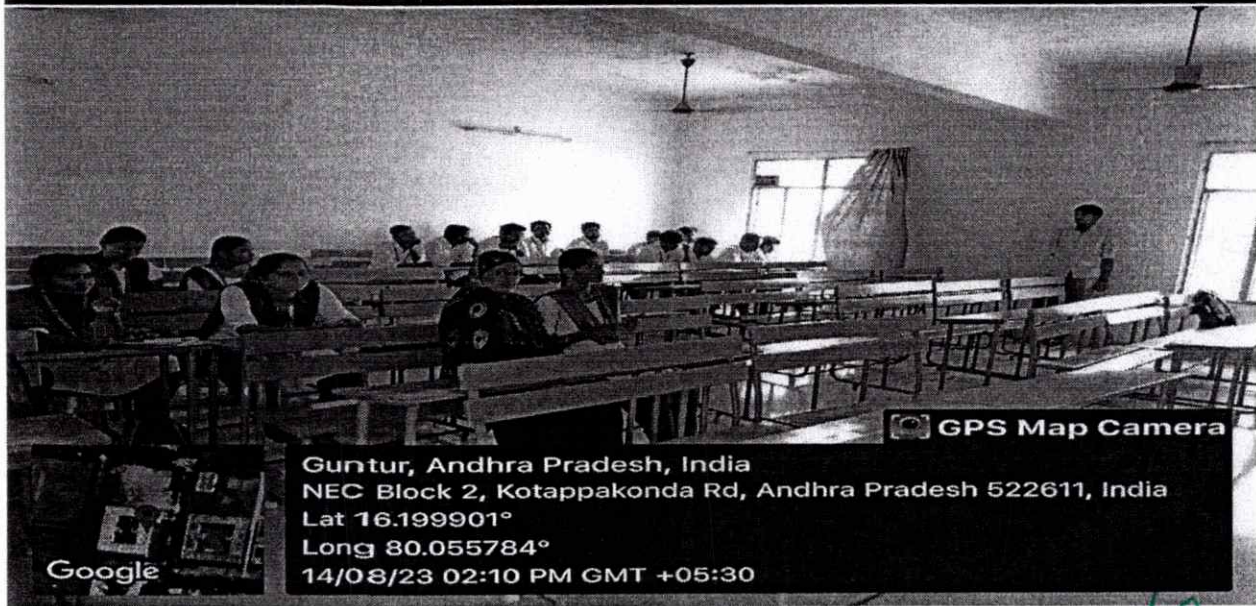 GPS Map Camera
Guntur, Andhra Pradesh, India
NEC Block 2, Kotappakonda Rd, Andhra Pradesh 522611, India
Lat 16.199901°
Long 80.055784°
14/08/23 02:10 PM GMT +05:30
Google